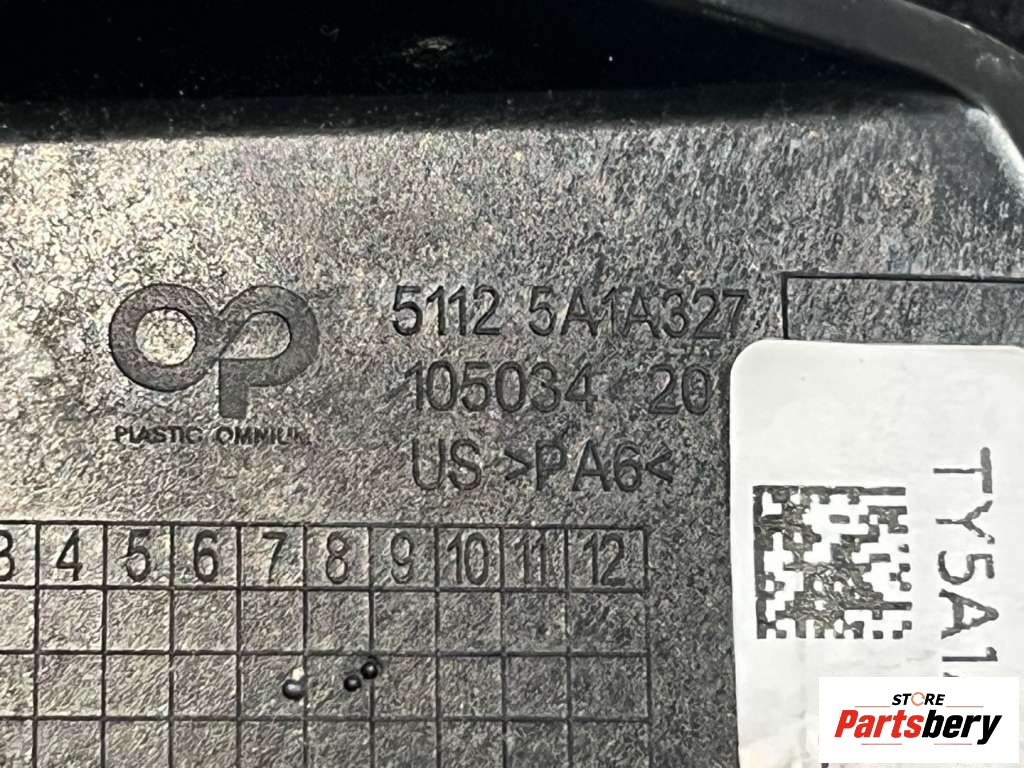 5112 5A1A327
105034 20
PLASTIC OMNIUM
US >PA6<
3 4 5 6 7 8 9 10 11 12
TY5A1
STORE
Partsbery